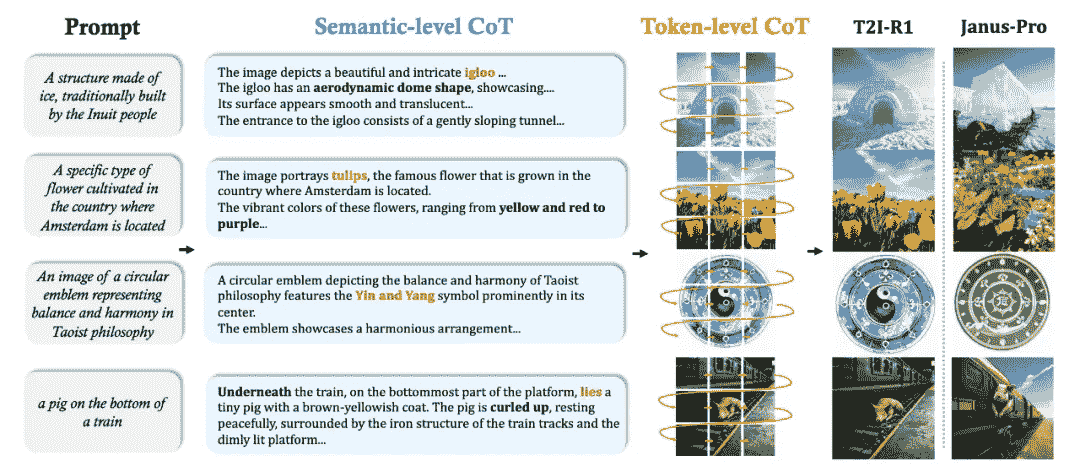 Prompt
Semantic-level CoT
Token-level CoT
T2I-R1
Janus-Pro
A structure made of
ice, traditionally built
by the Inuit people
The image depicts a beautiful and intricate igloo ...
The igloo has an aerodynamic dome shape, showcasing....
Its surface appears smooth and translucent...
The entrance to the igloo consists of a gently sloping tunnel...
A specific type of
flower cultivated in
the country where
Amsterdam is located
The image portrays tulips, the famous flower that is grown in the
country where Amsterdam is located.
The vibrant colors of these flowers, ranging from yellow and red to
purple...
An image of a circular
emblem representing
balance and harmony in
Taoist philosophy
A circular emblem depicting the balance and harmony of Taoist
philosophy features the Yin and Yang symbol prominently in its
center.
The emblem showcases a harmonious arrangement...
a pig on the bottom of
a train
Underneath the train, on the bottommost part of the platform, lies a
tiny pig with a brown-yellowish coat. The pig is curled up, resting
peacefully, surrounded by the iron structure of the train tracks and the
dimly lit platform...